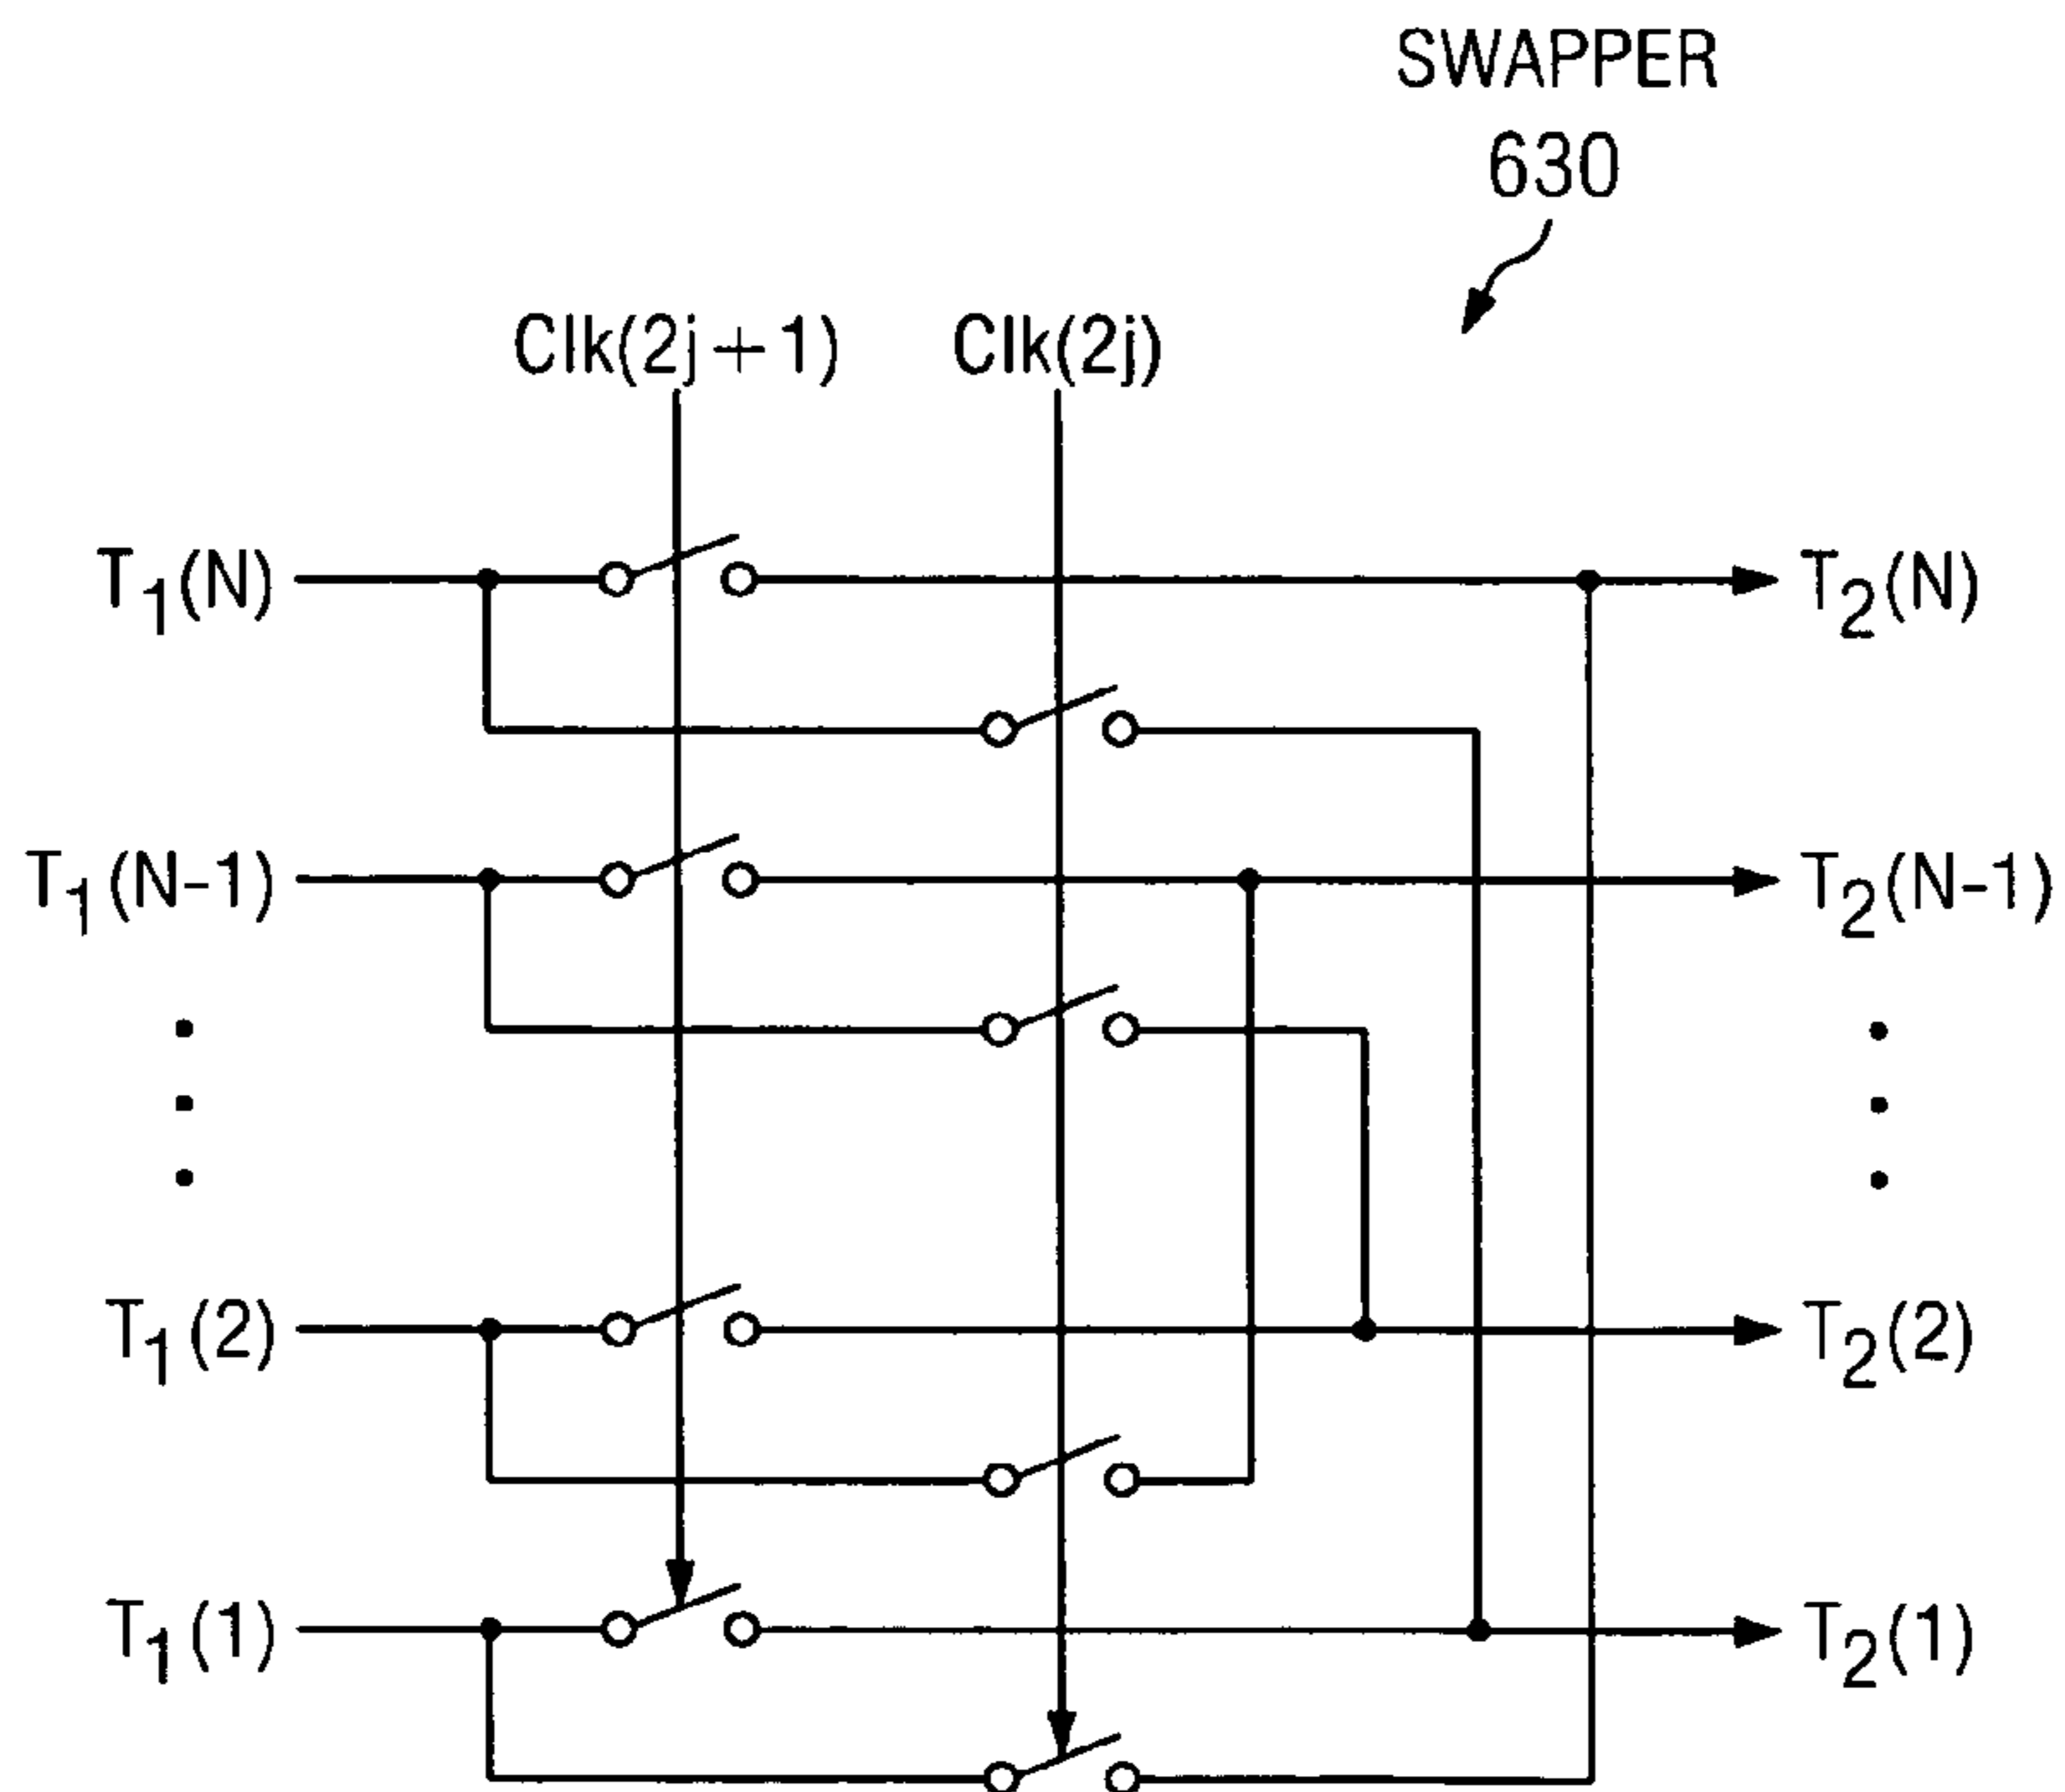 SWAPPER
630
Clk(2j+1) Clk(2j)
T1(N) T2(N)
T1(N-1) T2(N-1)
T1(2) T2(2)
T1(1) T2(1)